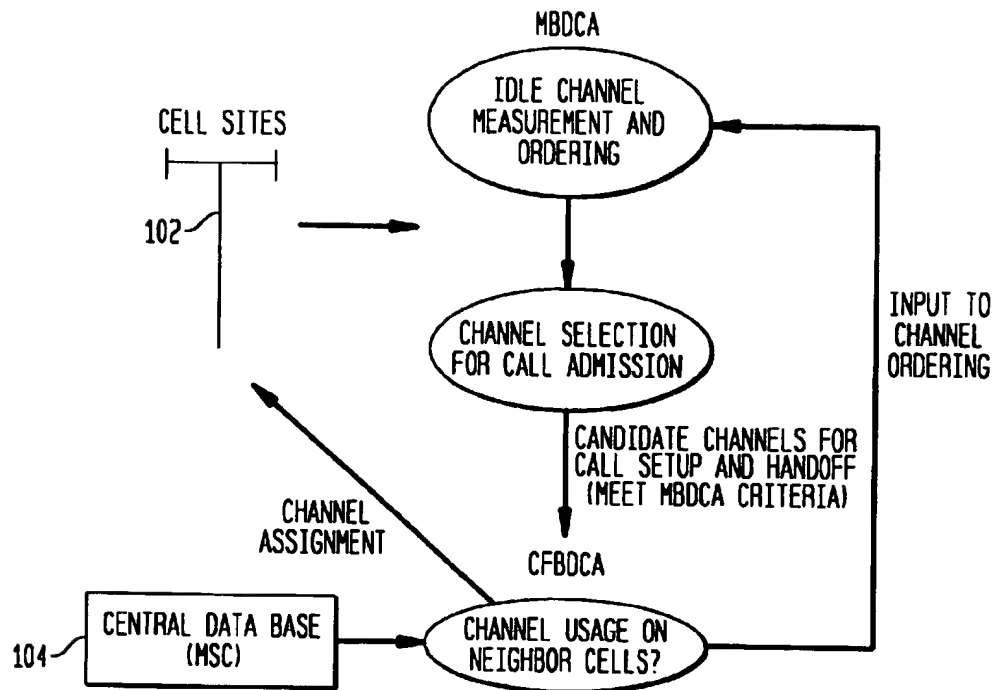 MBDCA
IDLE CHANNEL
MEASUREMENT AND
ORDERING
CELL SITES
102
CHANNEL SELECTION
FOR CALL ADMISSION
INPUT TO
CHANNEL
ORDERING
CANDIDATE CHANNELS FOR
CALL SETUP AND HANDOFF
(MEET MBDCA CRITERIA)
CHANNEL
ASSIGNMENT
CFBDCA
CENTRAL DATA BASE
(MSC)
104
CHANNEL USAGE ON
NEIGHBOR CELLS?